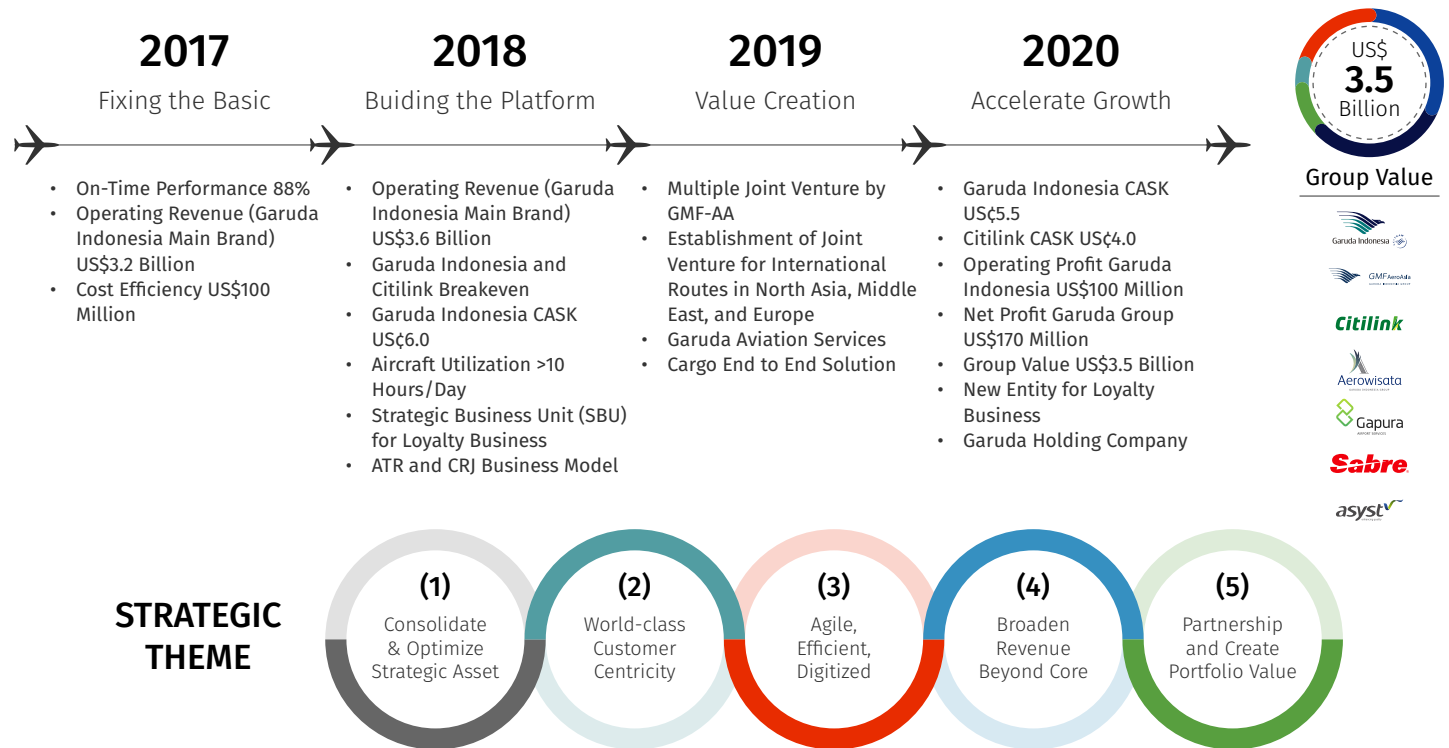 2017
Fixing the Basic
• On-Time Performance 88%
• Operating Revenue (Garuda
Indonesia Main Brand)
US$3.2 Billion
• Cost Efficiency US$100
Million
2018
Buiding the Platform
• Operating Revenue (Garuda
Indonesia Main Brand)
US$3.6 Billion
• Garuda Indonesia and
Citilink Breakeven
• Garuda Indonesia CASK
US¢6.0
• Aircraft Utilization >10
Hours/Day
• Strategic Business Unit (SBU)
for Loyalty Business
• ATR and CRJ Business Model
2019
Value Creation
• Multiple Joint Venture by
GMF-AA
• Establishment of Joint
Venture for International
Routes in North Asia, Middle
East, and Europe
• Garuda Aviation Services
• Cargo End to End Solution
2020
Accelerate Growth
• Garuda Indonesia CASK
US¢5.5
• Citilink CASK US¢4.0
• Operating Profit Garuda
Indonesia US$100 Million
• Net Profit Garuda Group
US$170 Million
• Group Value US$3.5 Billion
• New Entity for Loyalty
Business
• Garuda Holding Company
US$
3.5
Billion
Group Value
Garuda Indonesia
GMF AeroAsia
Citilink
Aerowisata
Gapura
Sabre
asyst
STRATEGIC
THEME
(1)
Consolidate
& Optimize
Strategic Asset
(2)
World-class
Customer
Centricity
(3)
Agile,
Efficient,
Digitized
(4)
Broaden
Revenue
Beyond Core
(5)
Partnership
and Create
Portfolio Value